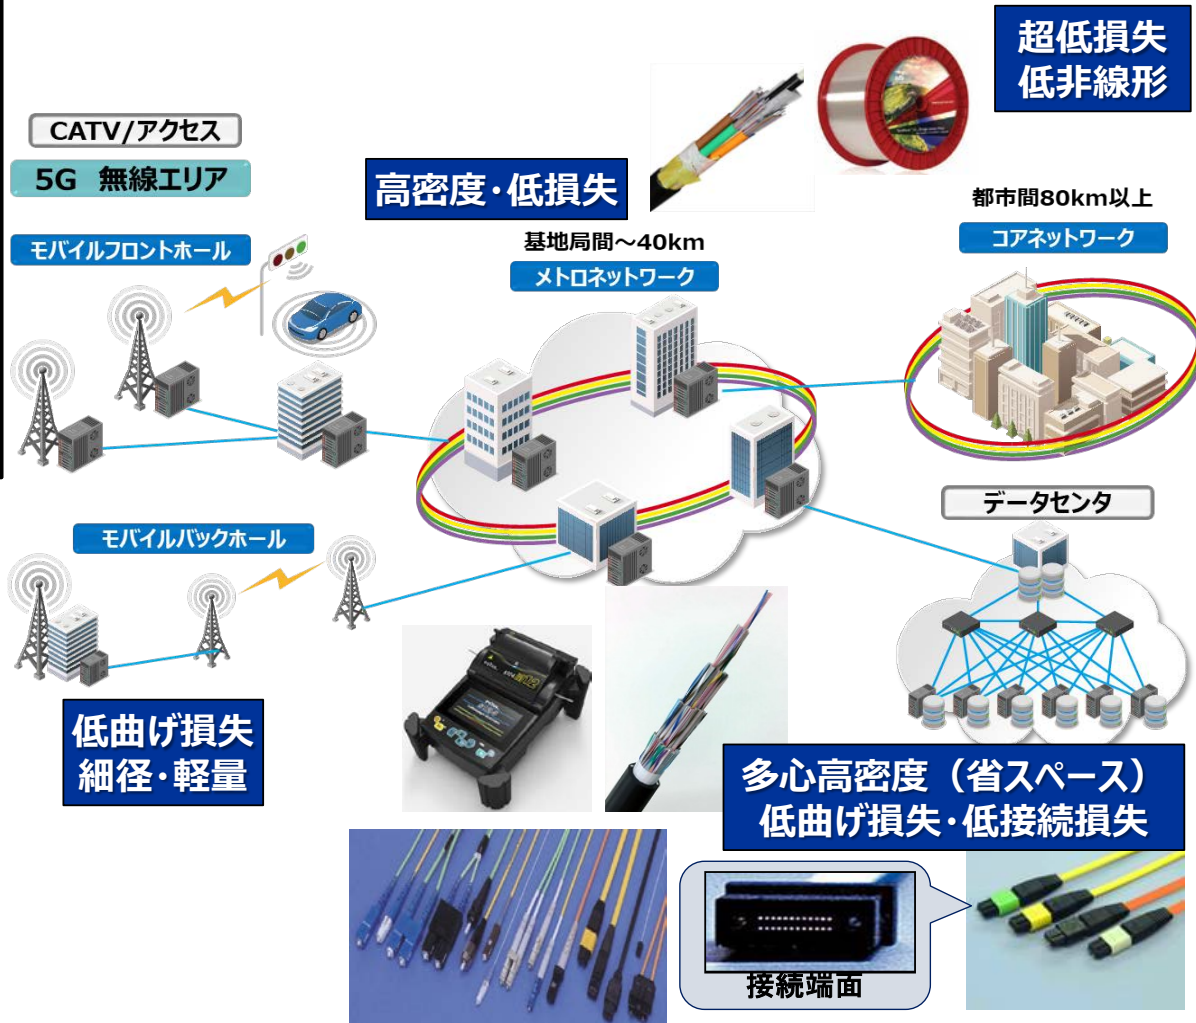 超低損失
低非線形
CATV/アクセス
5G 無線エリア
高密度・低損失
都市間80km以上
モバイルフロントホール
基地局間～40km
コアネットワーク
メトロネットワーク
データセンタ
モバイルバックホール
低曲げ損失
細径・軽量
多心高密度（省スペース）
低曲げ損失・低接続損失
接続端面